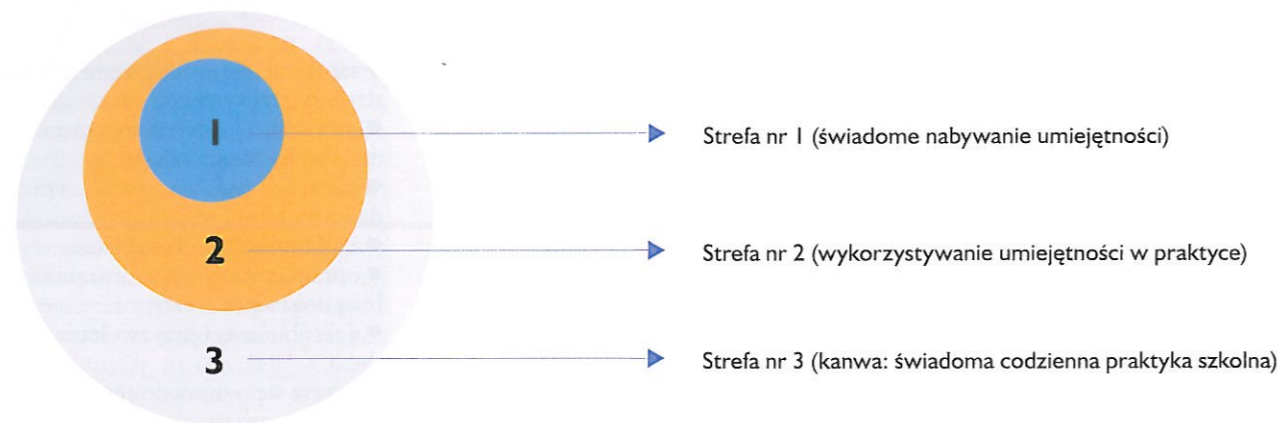 1
Strefa nr 1 (świadome nabywanie umiejętności)
2
Strefa nr 2 (wykorzystywanie umiejętności w praktyce)
3
Strefa nr 3 (kanwa: świadoma codzienna praktyka szkolna)